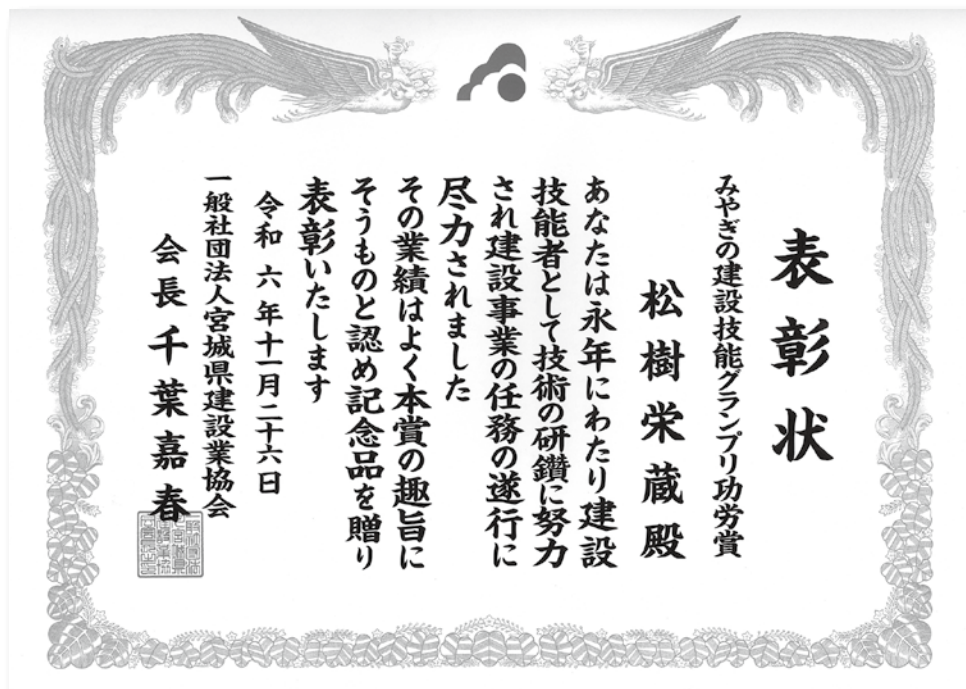 表彰状
みやぎの建設技能グランプリ功労賞
松樹栄蔵殿
あなたは永年にわたり建設
技能者として技術の研鑽に努力
され建設事業の任務の遂行に
尽力されました
その業績はよく本賞の趣旨に
そうものと認め記念品を贈り
表彰いたします
令和六年十一月二十六日
一般社団法人宮城県建設業協会
会長千葉嘉春